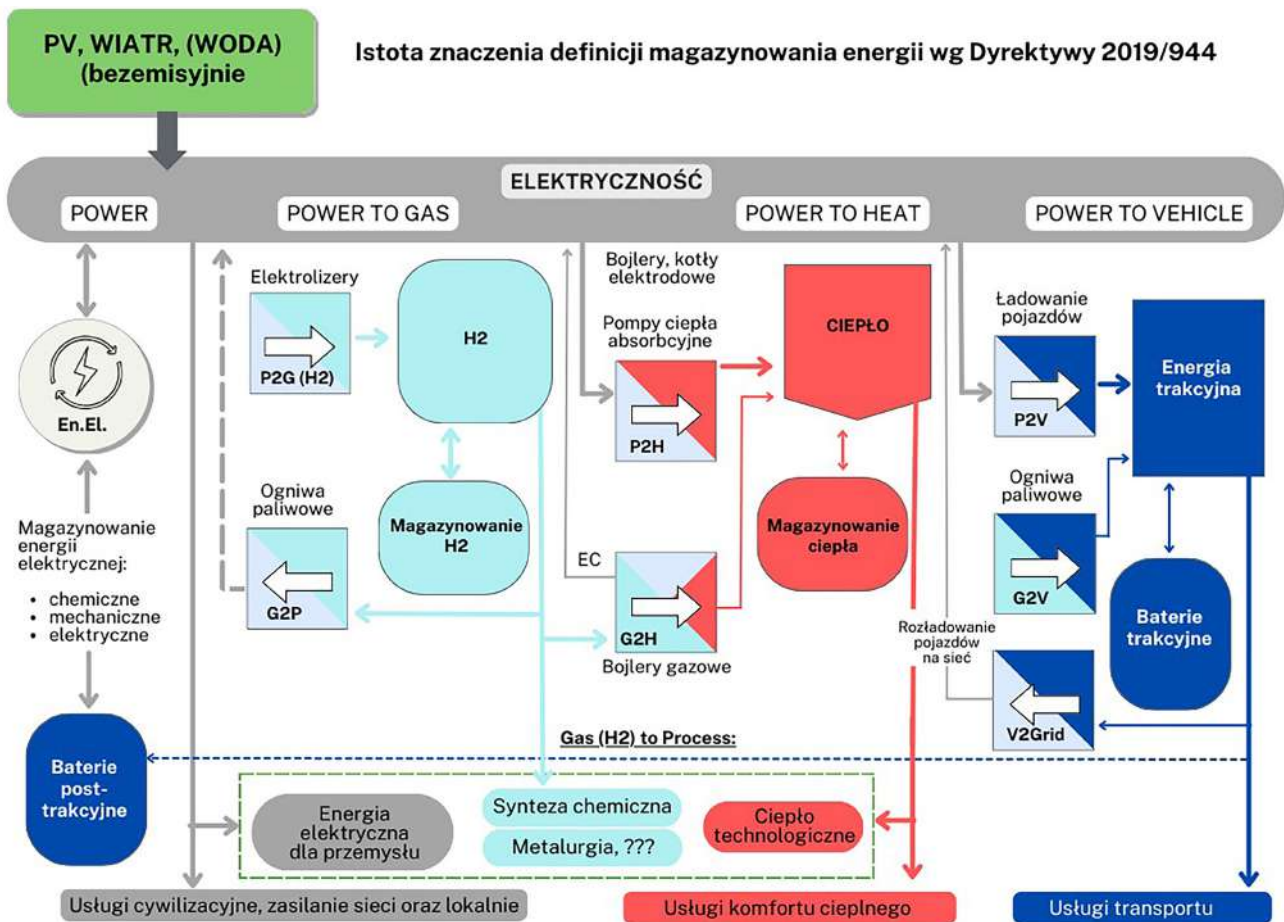 PV, WIATR, (WODA)
(bezemisyjnie
Istota znaczenia definicji magazynowania energii wg Dyrektywy 2019/944
ELEKTRYCZNOŚĆ
POWER
POWER TO GAS
POWER TO HEAT
POWER TO VEHICLE
Elektrolizery
P2G (H2)
H2
Bojlery, kotły
elektrodowe
Pompy ciepła
absorbcyjne
P2H
CIEPŁO
Ładowanie
pojazdów
P2V
Energia
trakcyjna
En.El.
Magazynowanie
energii
elektrycznej:
• chemiczne
• mechaniczne
• elektryczne
Ogniwa
paliwowe
G2P
Magazynowanie
H2
EC
G2H
Bojlery gazowe
Magazynowanie
ciepła
Ogniwa
paliwowe
G2V
Rozładowanie
pojazdów
na sieć
V2Grid
Baterie
trakcyjne
Baterie
post-
trakcyjne
Gas (H2) to Process:
Energia
elektryczna
dla przemysłu
Synteza chemiczna
Metalurgia, ???
Ciepło
technologiczne
Usługi cywilizacyjne, zasilanie sieci oraz lokalnie
Usługi komfortu cieplnego
Usługi transportu